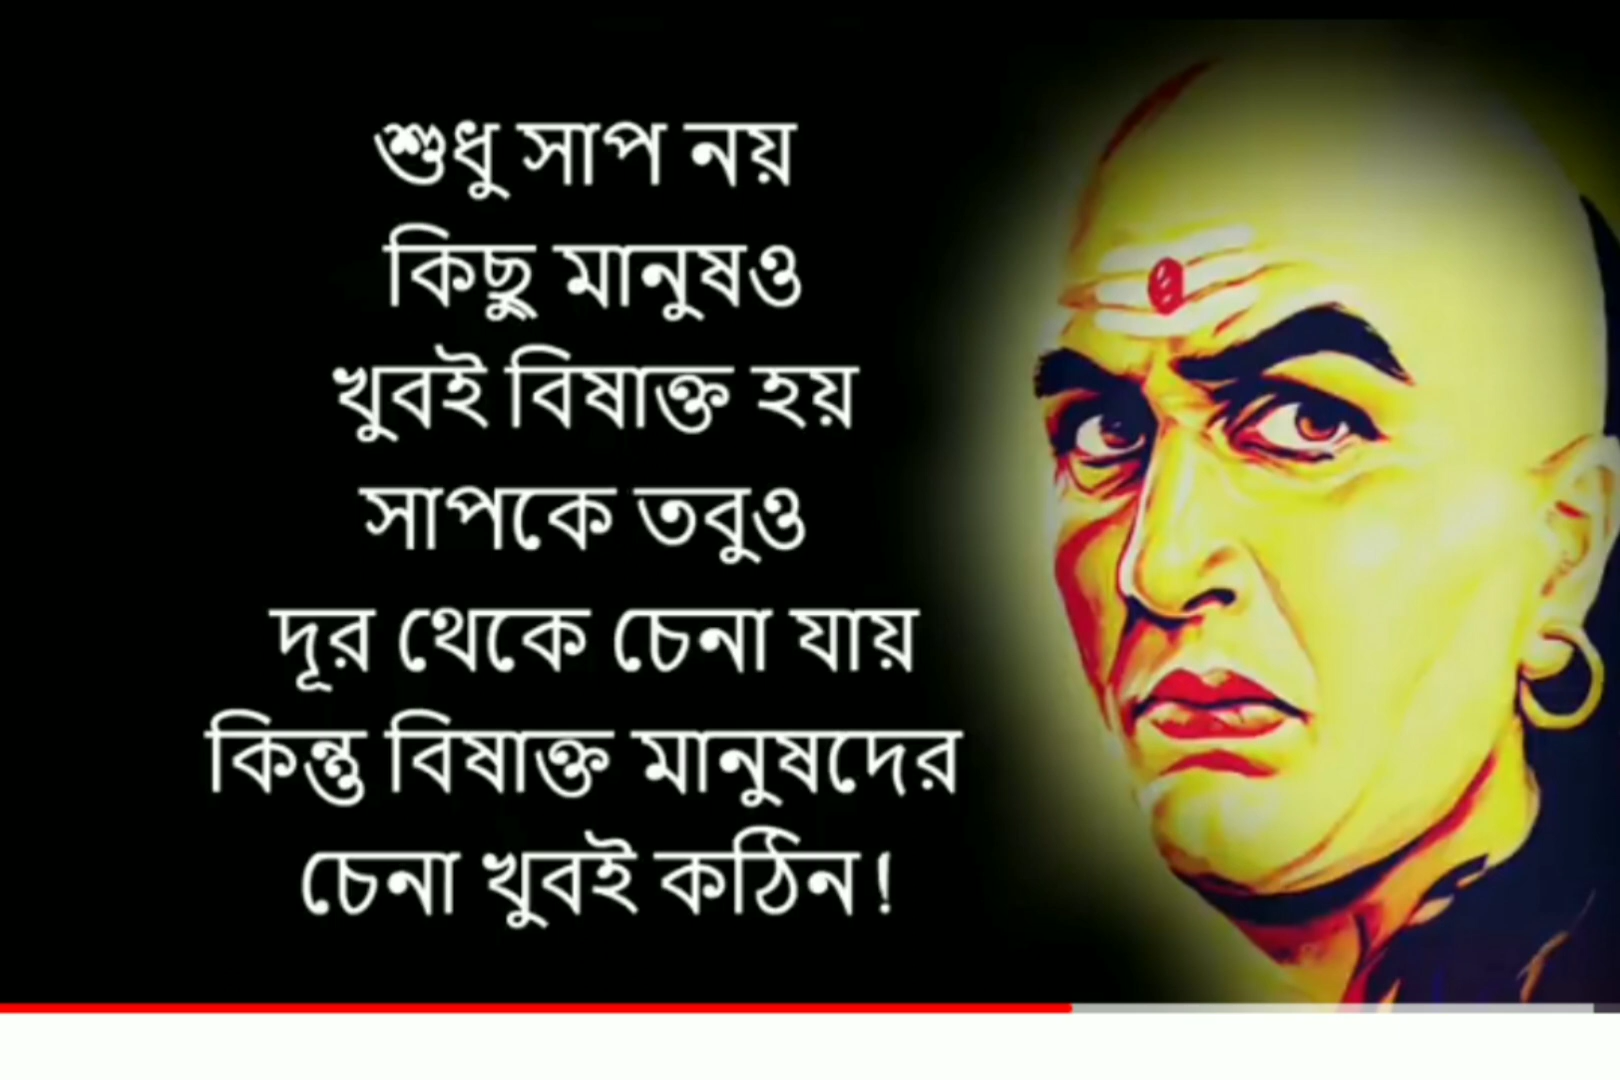 শুধু সাপ নয়
কিছু মানুষও
খুবই বিষাক্ত হয়
সাপকে তবুও
দূর থেকে চেনা যায়
কিন্তু বিষাক্ত মানুষদের
চেনা খুবই কঠিন!